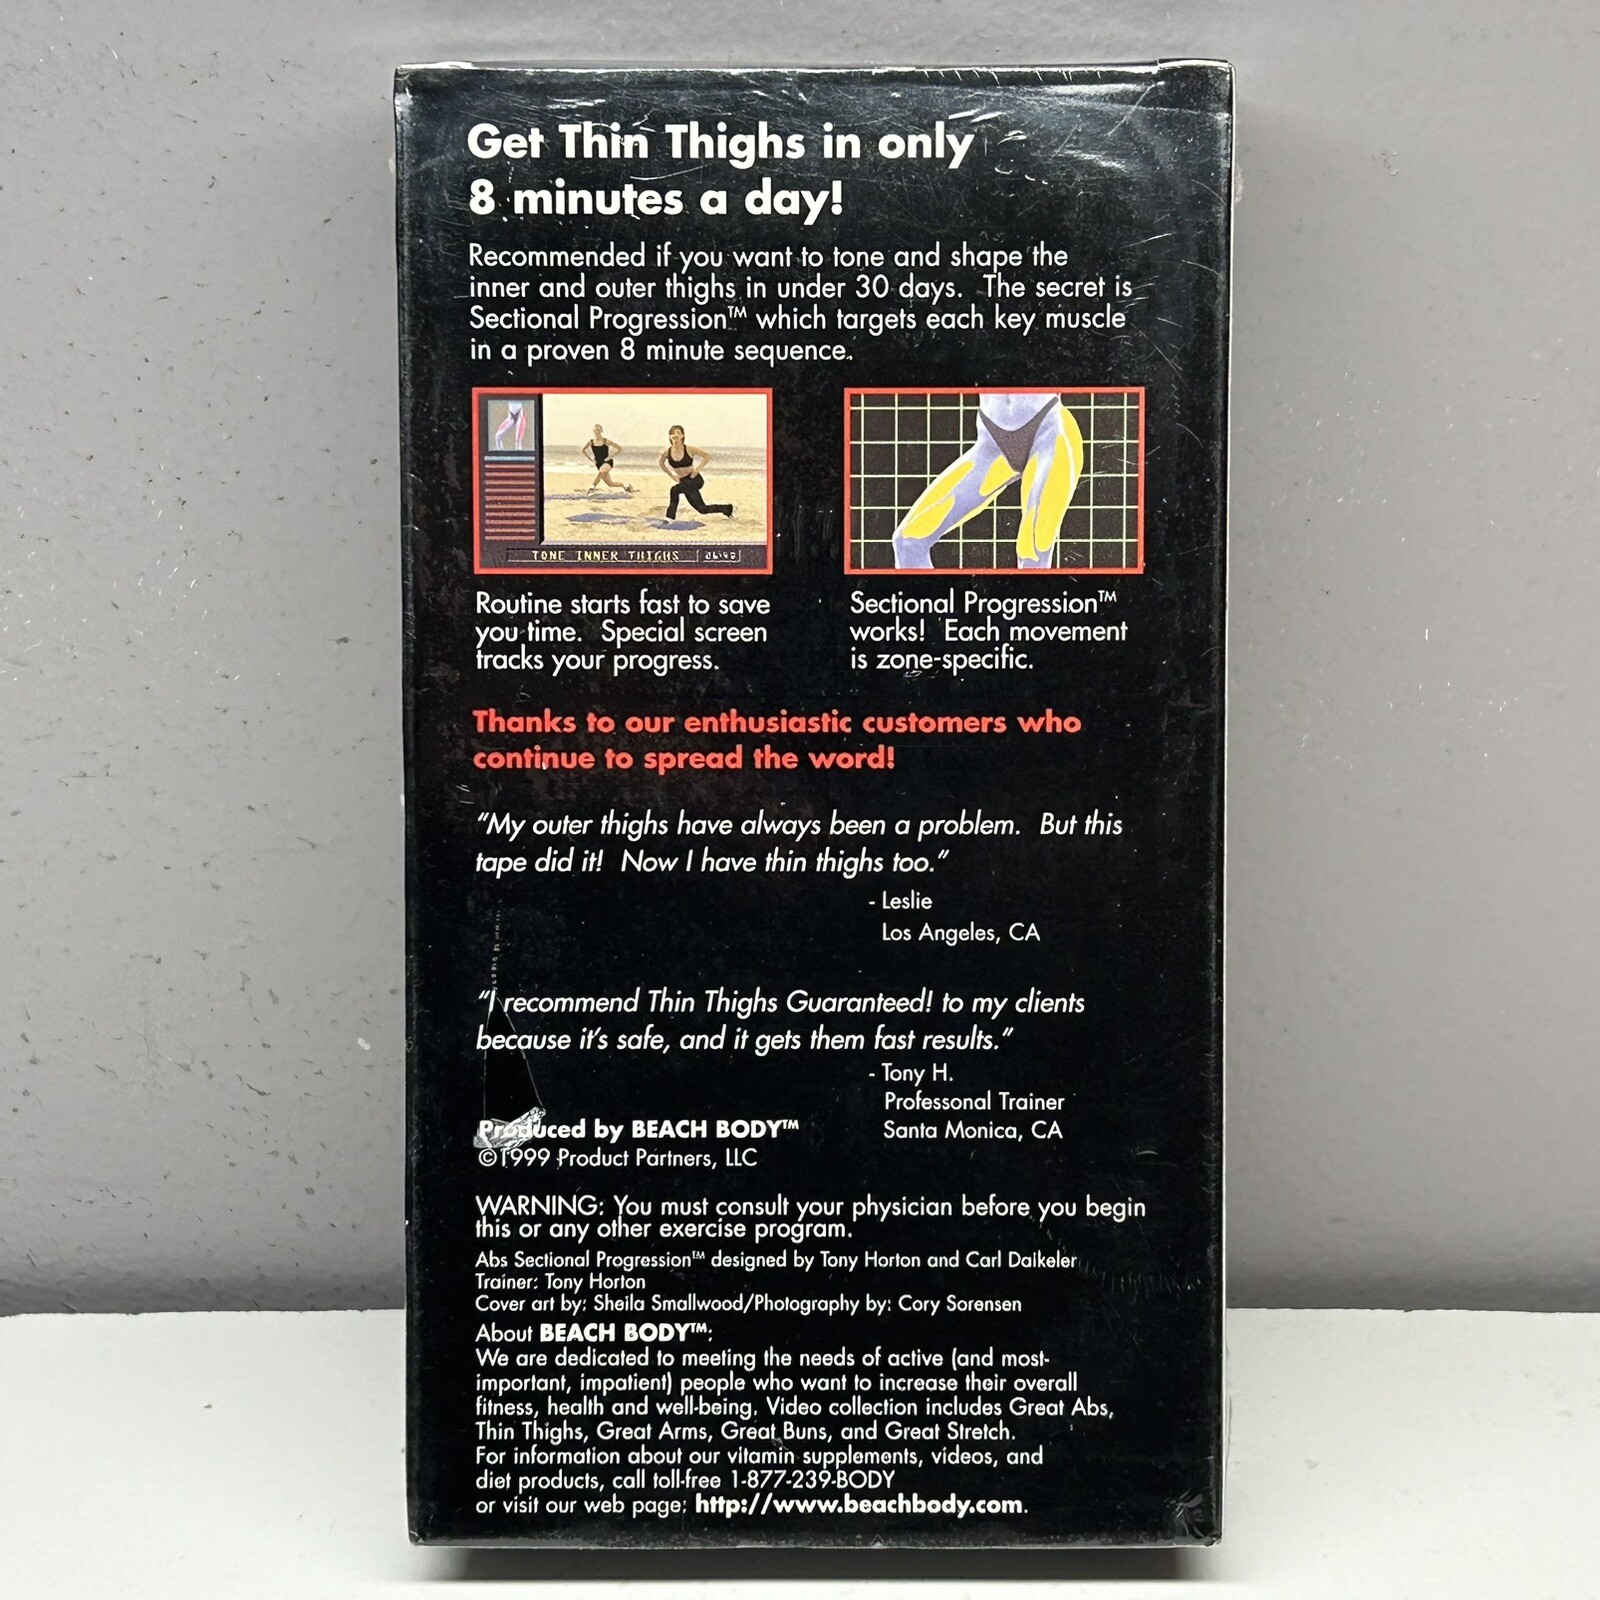 Get Thin Thighs in only
8 minutes a day!
Recommended if you want to tone and shape the
inner and outer thighs in under 30 days. The secret is
Sectional Progression™ which targets each key muscle
in a proven 8 minute sequence.
TONE INNER THIGHS
Routine starts fast to save
you time. Special screen
tracks your progress.
Sectional Progression™
works! Each movement
is zone-specific.
Thanks to our enthusiastic customers who
continue to spread the word!
"My outer thighs have always been a problem. But this
tape did it! Now I have thin thighs too."
- Leslie
Los Angeles, CA
"I recommend Thin Thighs Guaranteed! to my clients
because it's safe, and it gets them fast results."
- Tony H.
Professonal Trainer
Santa Monica, CA
Produced by BEACH BODY™
©1999 Product Partners, LLC
WARNING: You must consult your physician before you begin
this or any other exercise program.
Abs Sectional Progression™ designed by Tony Horton and Carl Daikeler
Trainer: Tony Horton
Cover art by: Sheila Smallwood/Photography by: Cory Sorensen
About BEACH BODY™:
We are dedicated to meeting the needs of active (and most-
important, impatient) people who want to increase their overall
fitness, health and well-being. Video collection includes Great Abs,
Thin Thighs, Great Arms, Great Buns, and Great Stretch.
For information about our vitamin supplements, videos, and
diet products, call toll-free 1-877-239-BODY
or visit our web page: http://www.beachbody.com.